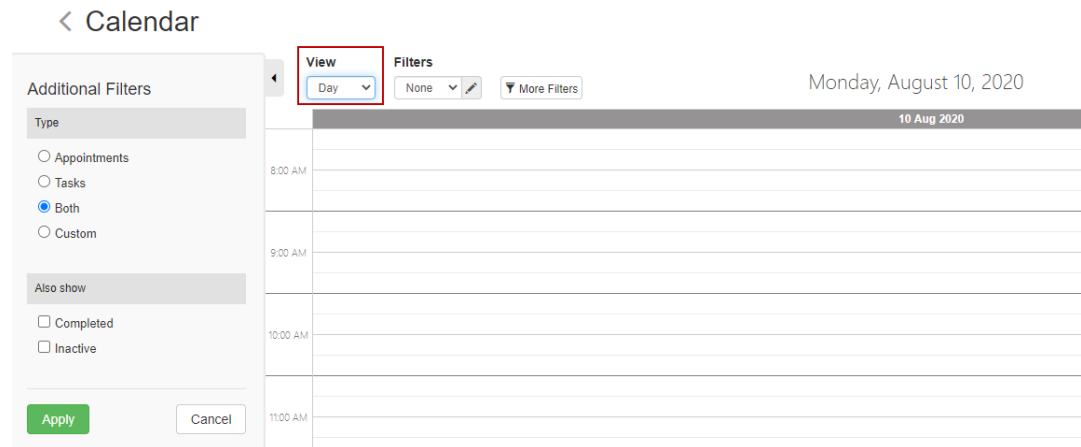 Calendar
Additional Filters
Type
Appointments
Tasks
Both
Custom
Also show
Completed
Inactive
Apply Cancel
View Filters
Day None More Filters
Monday, August 10, 2020
10 Aug 2020
8:00 AM
9:00 AM
10:00 AM
11:00 AM